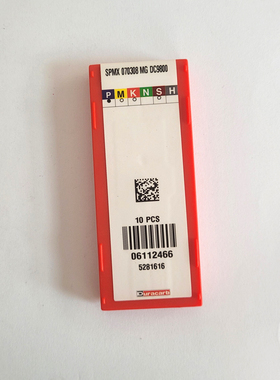 SPMX 070308 MG DC9800
P M K N S H
10 PCS
06112466
5281616
Duracarb